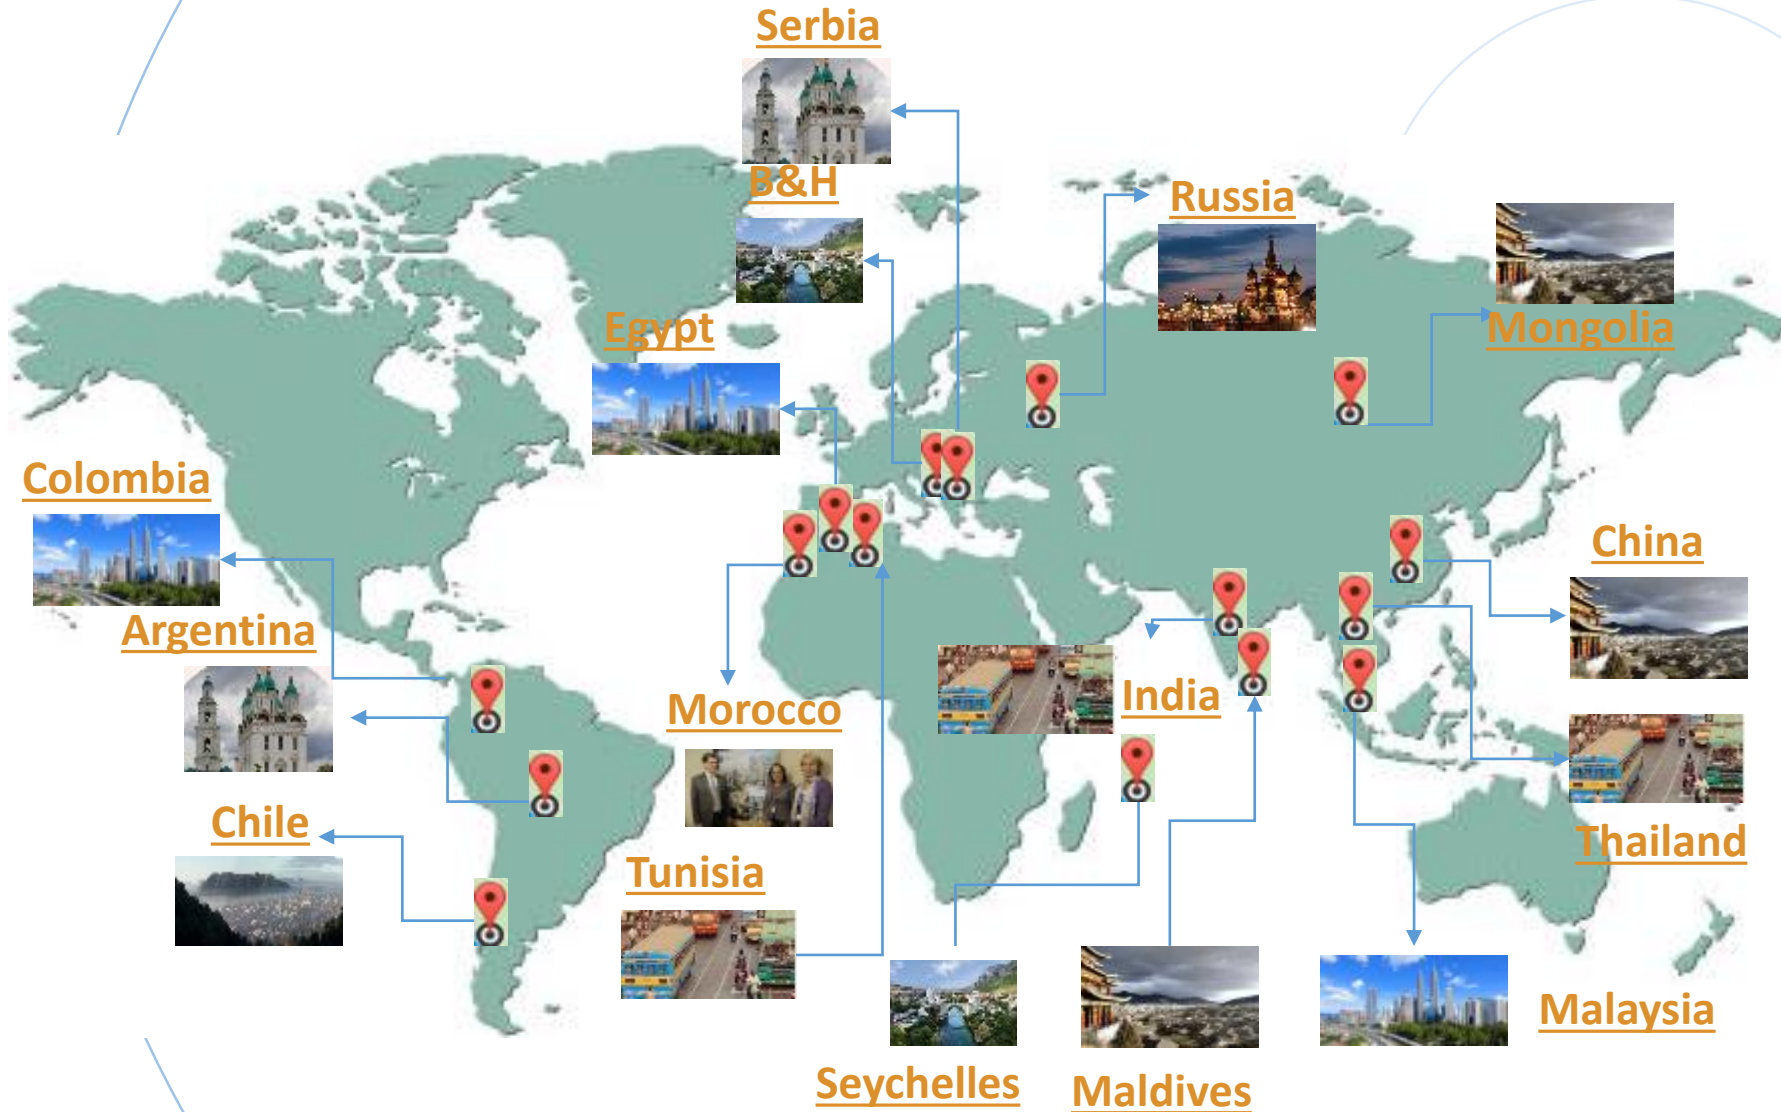 Serbia
B&H
Russia
Mongolia
Egypt
Colombia
China
Argentina
Morocco
India
Chile
Thailand
Tunisia
Malaysia
Seychelles
Maldives